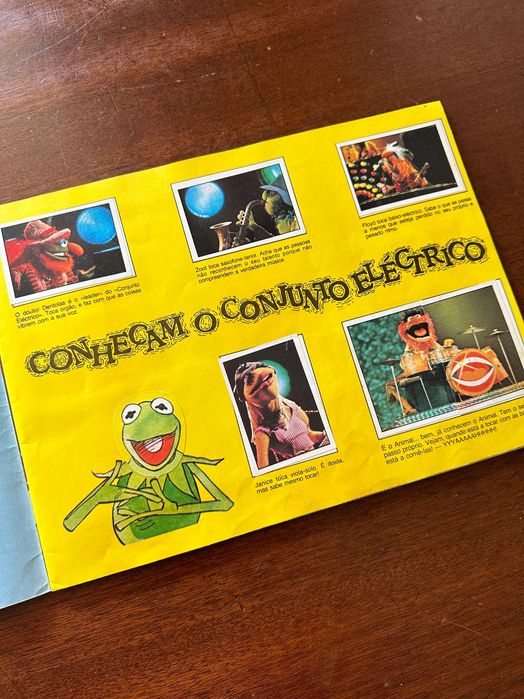 O doutor Dentolas é o «leader» do «Conjunto
Eléctrico». Toca orgão, e faz com que as coisas
vibrem com a sua voz.
Zoot toca saxofone-tenor. Acha que as pessoas
não reconhecem o seu talento porque não
compreendem a verdadeira música.
Floyd toca baixo-eléctrico. Sabe o que se passa
a menos que esteja perdido no seu próprio e
pesado ritmo.
CONHEÇAM O CONJUNTO ELÉCTRICO
Janice toca viola-solo. É doida,
mas sabe mesmo tocar!
E o Animal... bem, já conhecem o Animal. Tem o se
passo próprio. Vejam, quando está a tocar com as b
está a comê-las! — YYYAAAAAHHHHH!